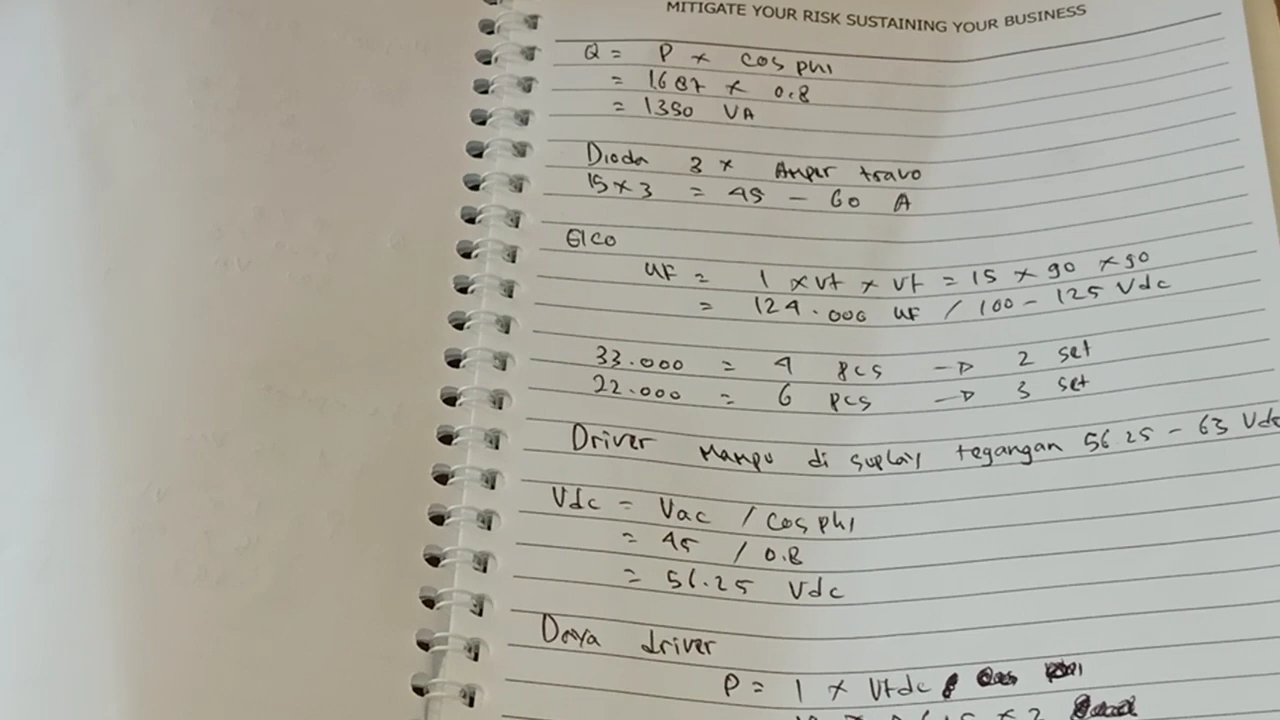 MITIGATE YOUR RISK SUSTAINING YOUR BUSINESS
Q = P x cos phi
= 1687 x 0.8
= 1350 VA
Dioda 3 x Amper travo
15 x 3 = 45 - 60 A
Elco
uF = 1 x vt x vt = 15 x 90 x 90
= 124.000 uF / 100 - 125 Vdc
33.000 = 4 pcs -> 2 set
22.000 = 6 pcs -> 3 set
Driver Mampu di suplay tegangan 56 25 - 63 Vdc
Vdc = Vac / cos phi
= 45 / 0.8
= 56.25 Vdc
Daya driver
P = 1 x Vtdc